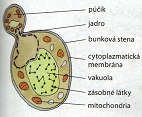 púčik
jadro
bunková stena
cytoplazmatická
membrána
vakuola
zásobné látky
mitochondria